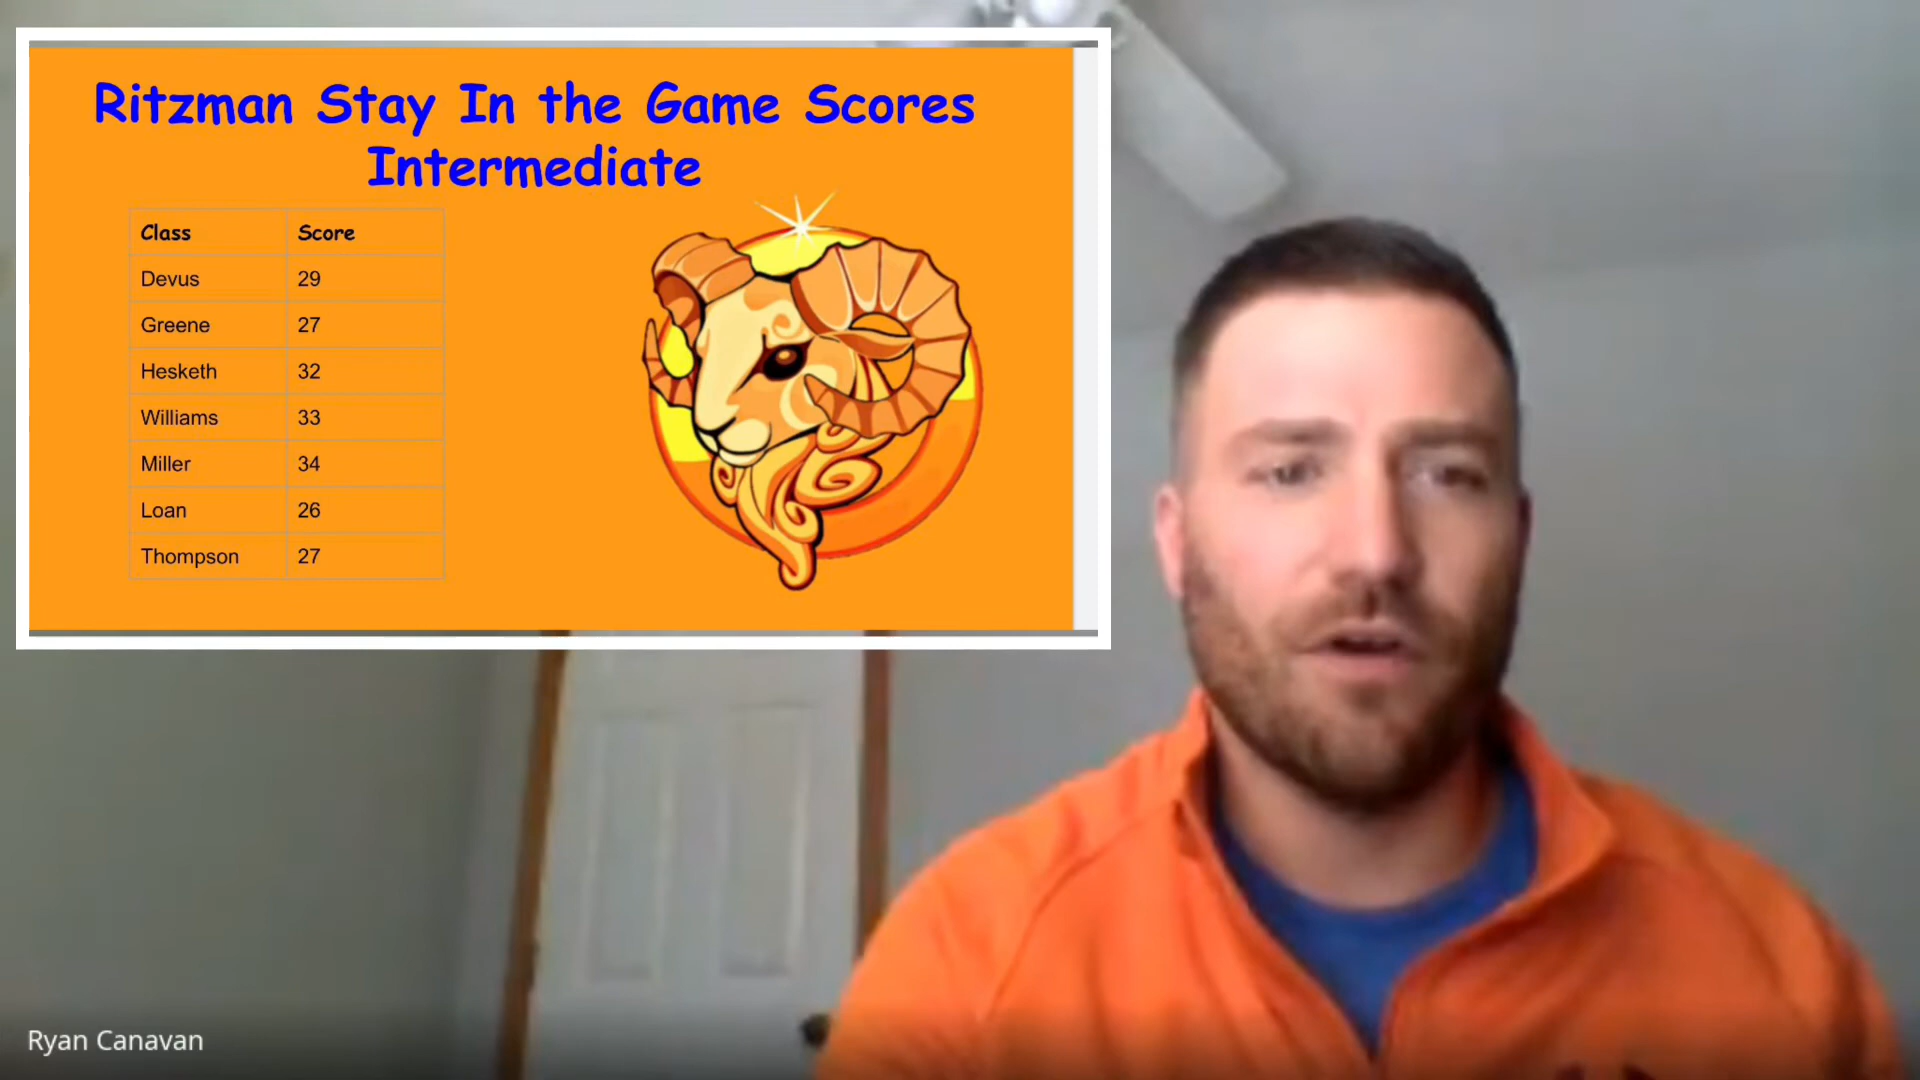 Ritzman Stay In the Game Scores
Intermediate
Class Score
Devus 29
Greene 27
Hesketh 32
Williams 33
Miller 34
Loan 26
Thompson 27
Ryan Canavan